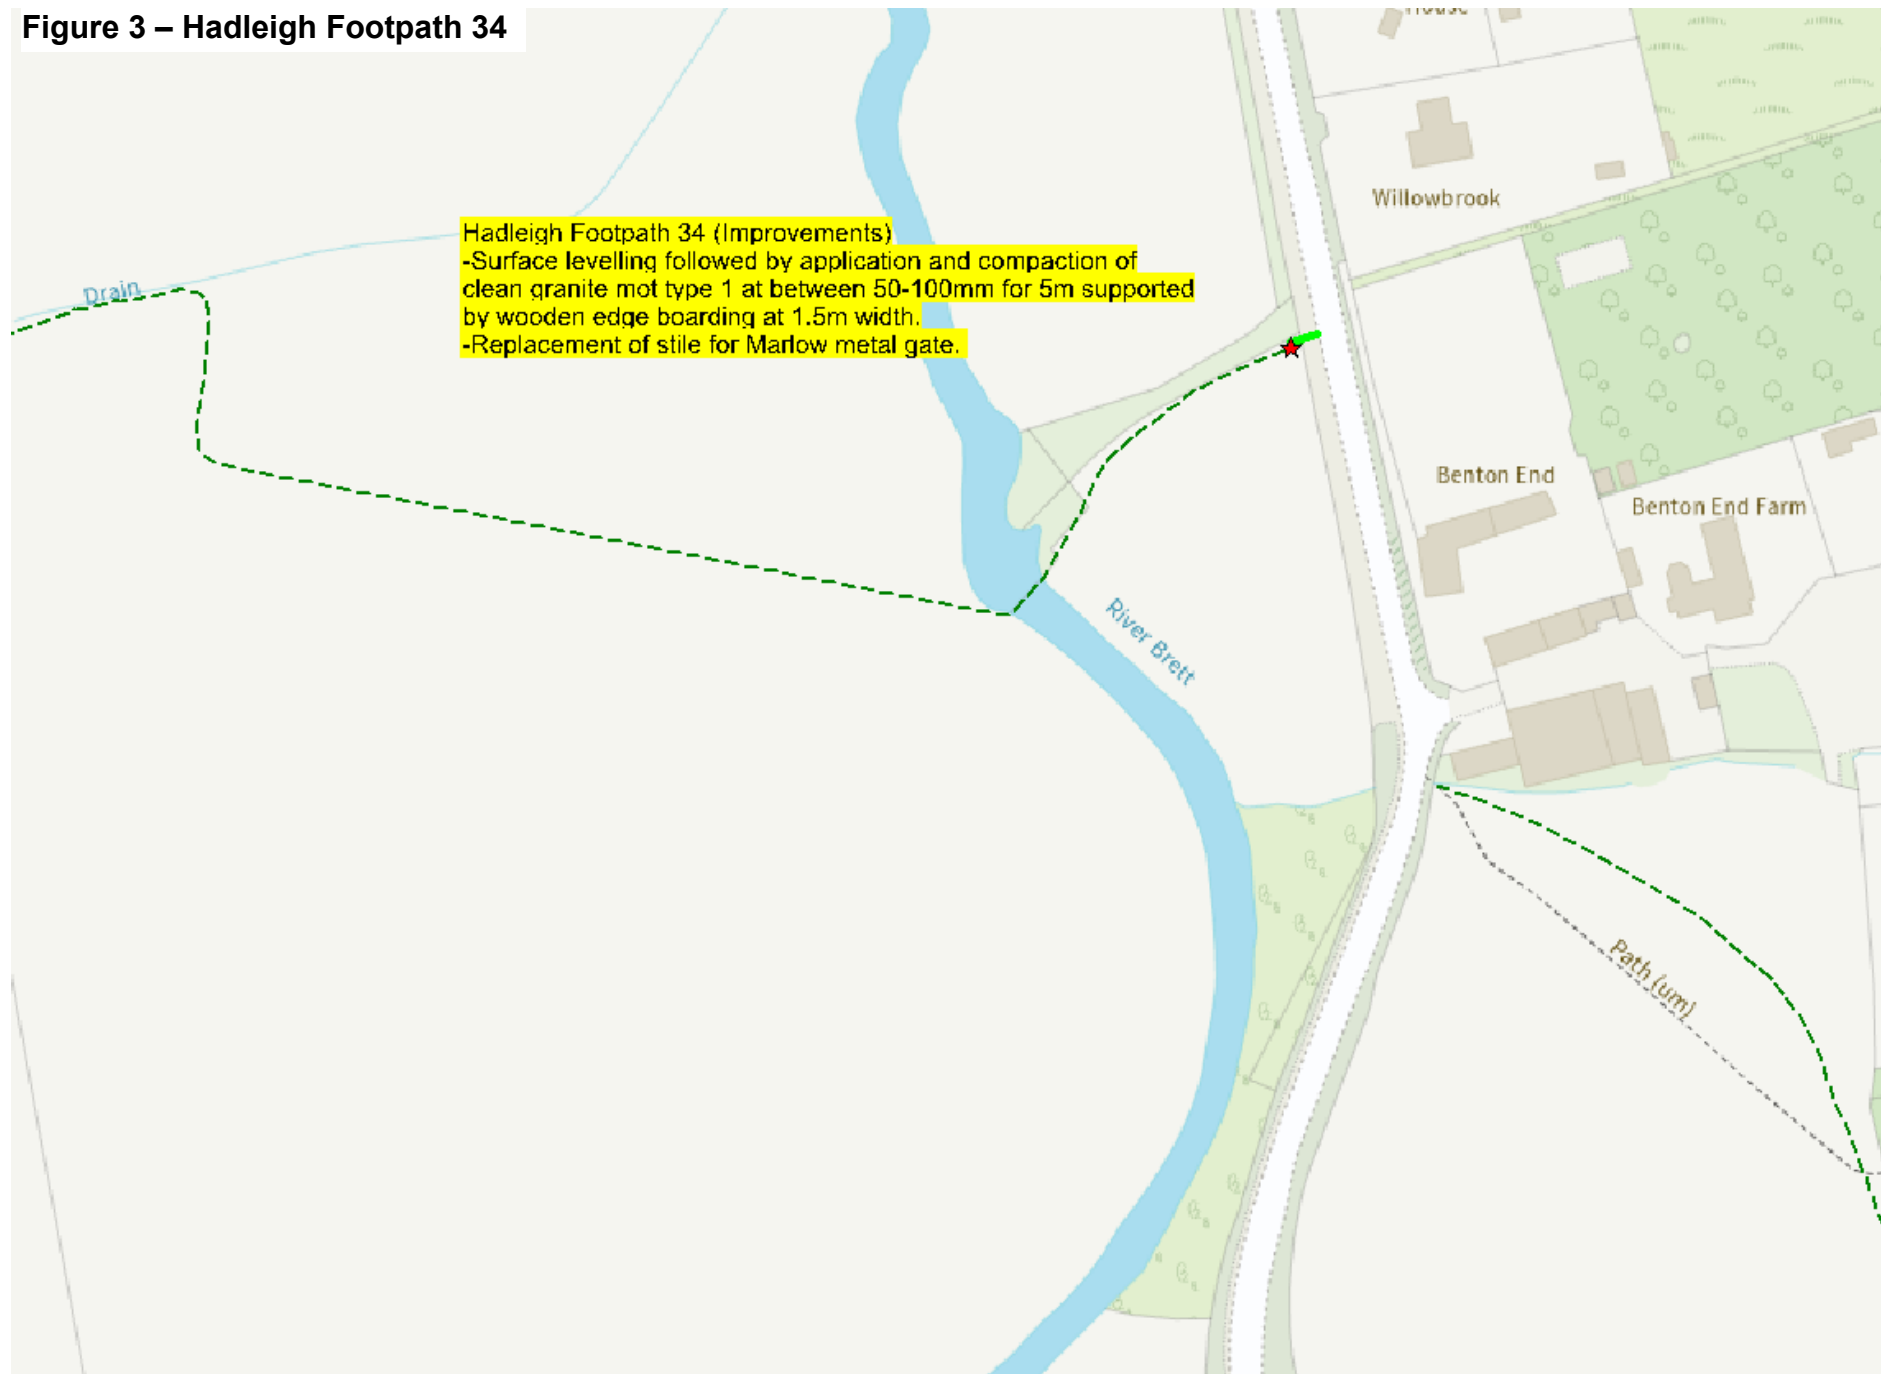 Figure 3 – Hadleigh Footpath 34
Willowbrook
Hadleigh Footpath 34 (Improvements)
-Surface levelling followed by application and compaction of
clean granite mot type 1 at between 50-100mm for 5m supported
by wooden edge boarding at 1.5m width.
-Replacement of stile for Marlow metal gate.
Drain
Benton End
Benton End Farm
River Brett
Path (um)